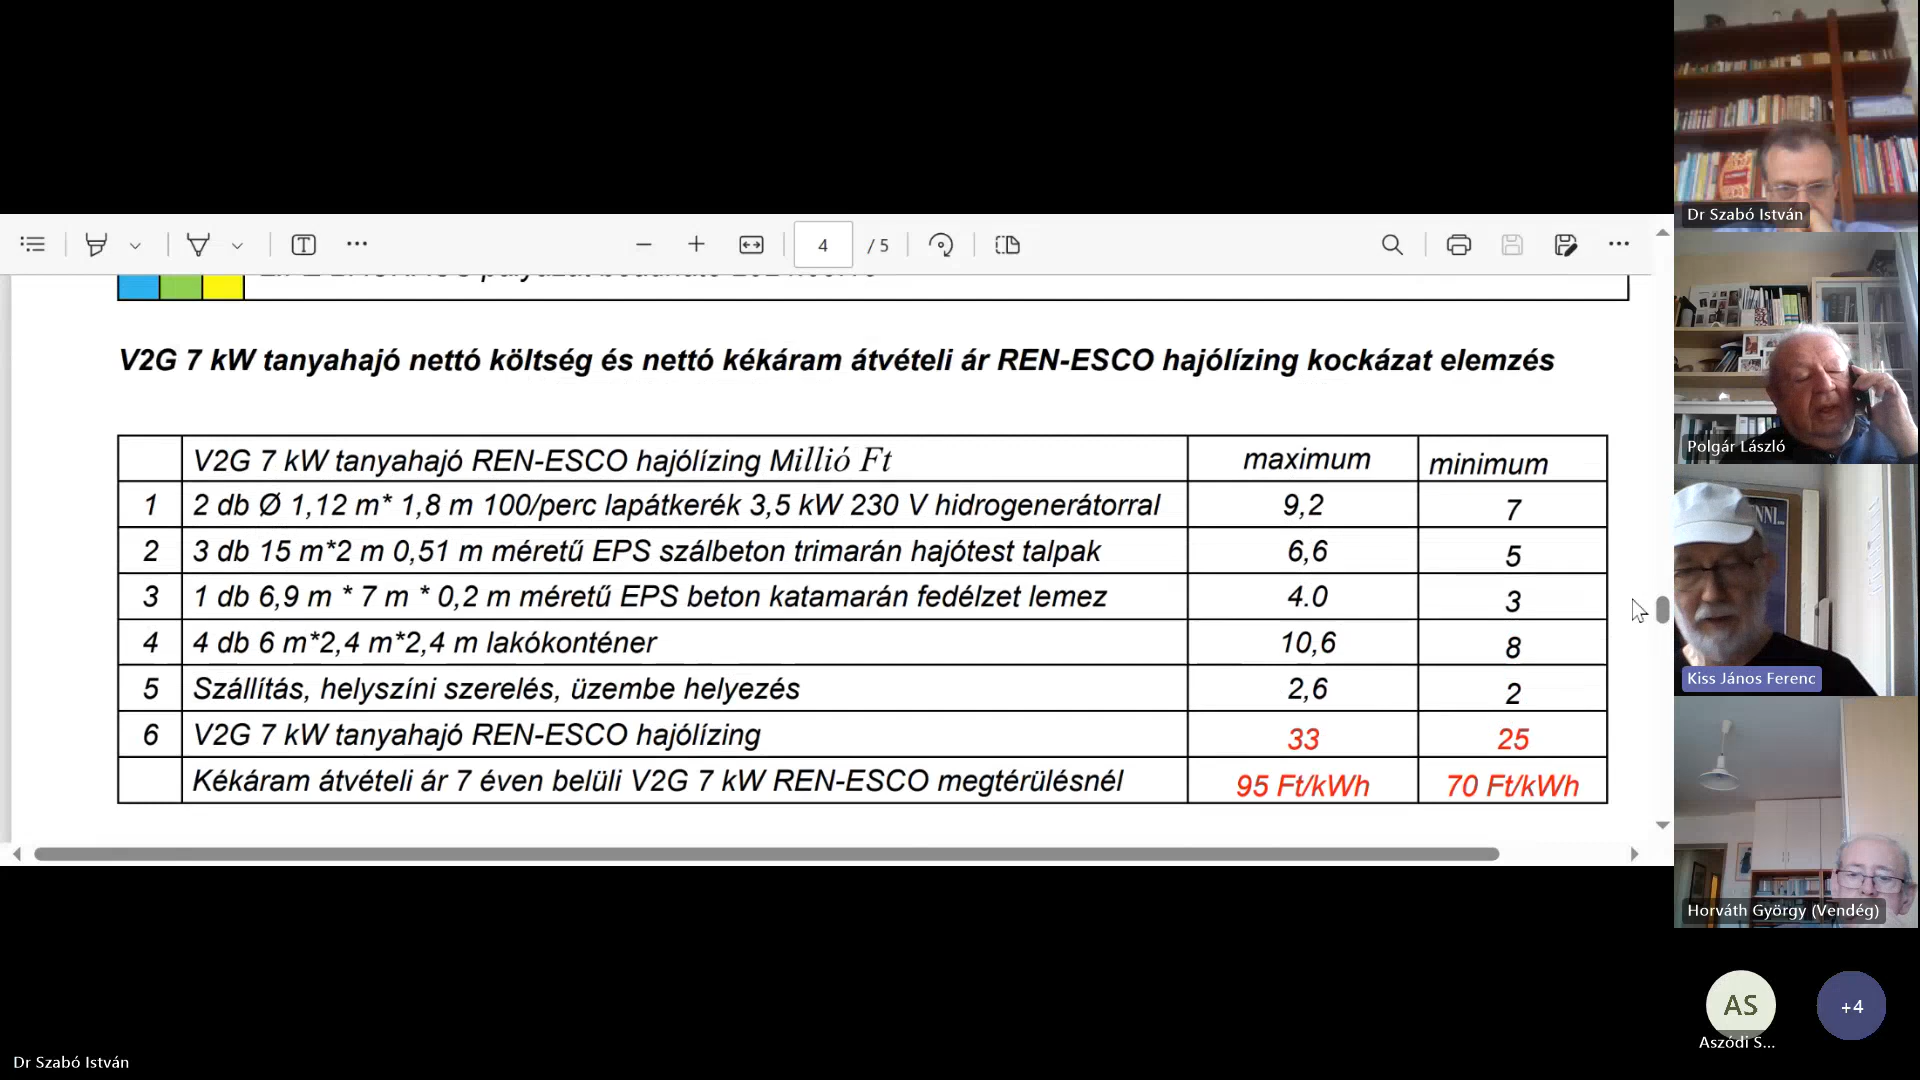 4 / 5
V2G 7 kW tanyahajó nettó költség és nettó kékáram átvételi ár REN-ESCO hajólízing kockázat elemzés
V2G 7 kW tanyahajó REN-ESCO hajólízing Millió Ft maximum minimum
1 2 db Ø 1,12 m* 1,8 m 100/perc lapátkerék 3,5 kW 230 V hidrogenerátorral 9,2 7
2 3 db 15 m*2 m 0,51 m méretű EPS szálbeton trimarán hajótest talpak 6,6 5
3 1 db 6,9 m * 7 m * 0,2 m méretű EPS beton katamarán fedélzet lemez 4.0 3
4 4 db 6 m*2,4 m*2,4 m lakókonténer 10,6 8
5 Szállítás, helyszíni szerelés, üzembe helyezés 2,6 2
6 V2G 7 kW tanyahajó REN-ESCO hajólízing 33 25
Kékáram átvételi ár 7 éven belüli V2G 7 kW REN-ESCO megtérülésnél 95 Ft/kWh 70 Ft/kWh
Dr Szabó István
Polgár László
NNI...
Kiss János Ferenc
Horváth György (Vendég)
AS
+4
Aszódi S...
Dr Szabó István